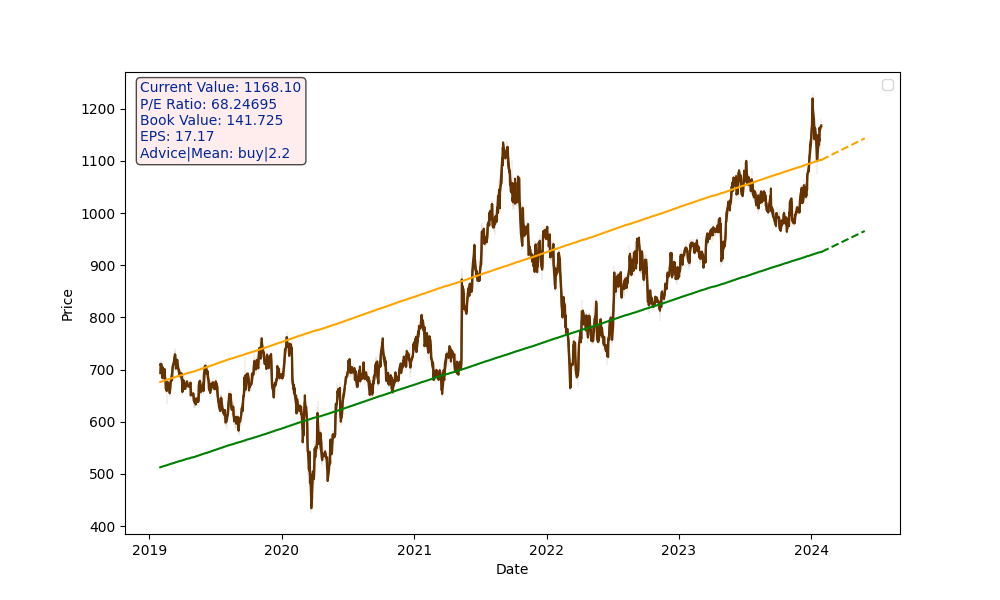 Current Value: 1168.10
P/E Ratio: 68.24695
Book Value: 141.725
EPS: 17.17
Advice|Mean: buy|2.2
1200
1100
1000
900
800
700
600
500
400
Price
2019
2020
2021
2022
2023
2024
Date